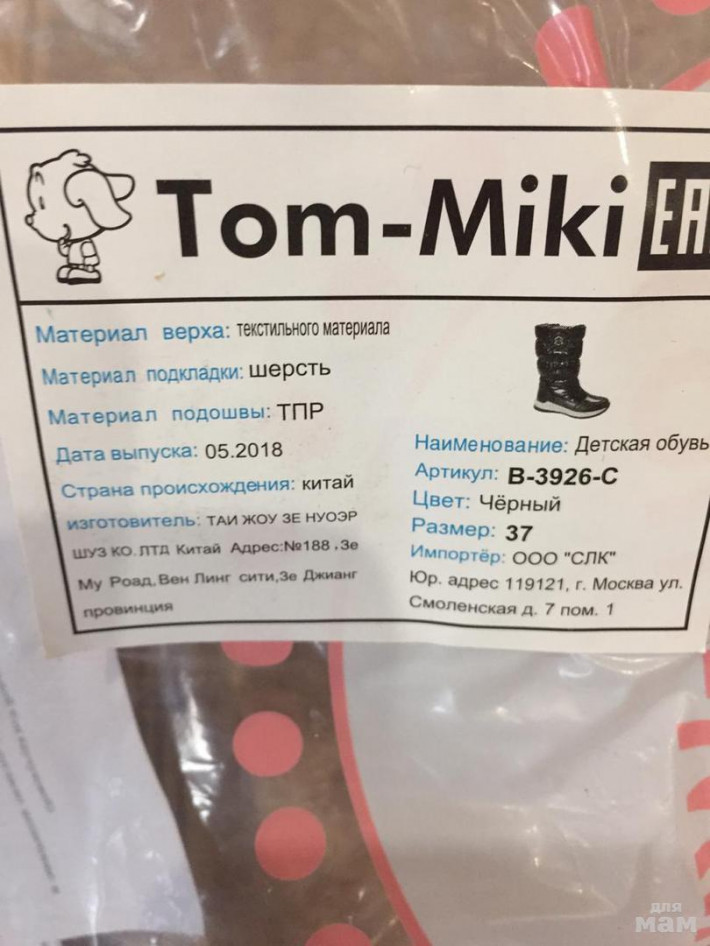 Tom-Miki EAC
Материал верха: текстильного материала
Материал подкладки: шерсть
Материал подошвы: ТПР
Дата выпуска: 05.2018
Страна происхождения: китай
изготовитель: ТАИ ЖОУ ЗЕ НУОЭР
ШУЗ КО. ЛТД Китай Адрес:№188 ,Зе
Му Роад, Вен Линг сити,Зе Джианг
провинция
Наименование: Детская обувь
Артикул: B-3926-C
Цвет: Чёрный
Размер: 37
Импортёр: ООО "СЛК"
Юр. адрес 119121, г. Москва ул.
Смоленская д. 7 пом. 1
для
мам